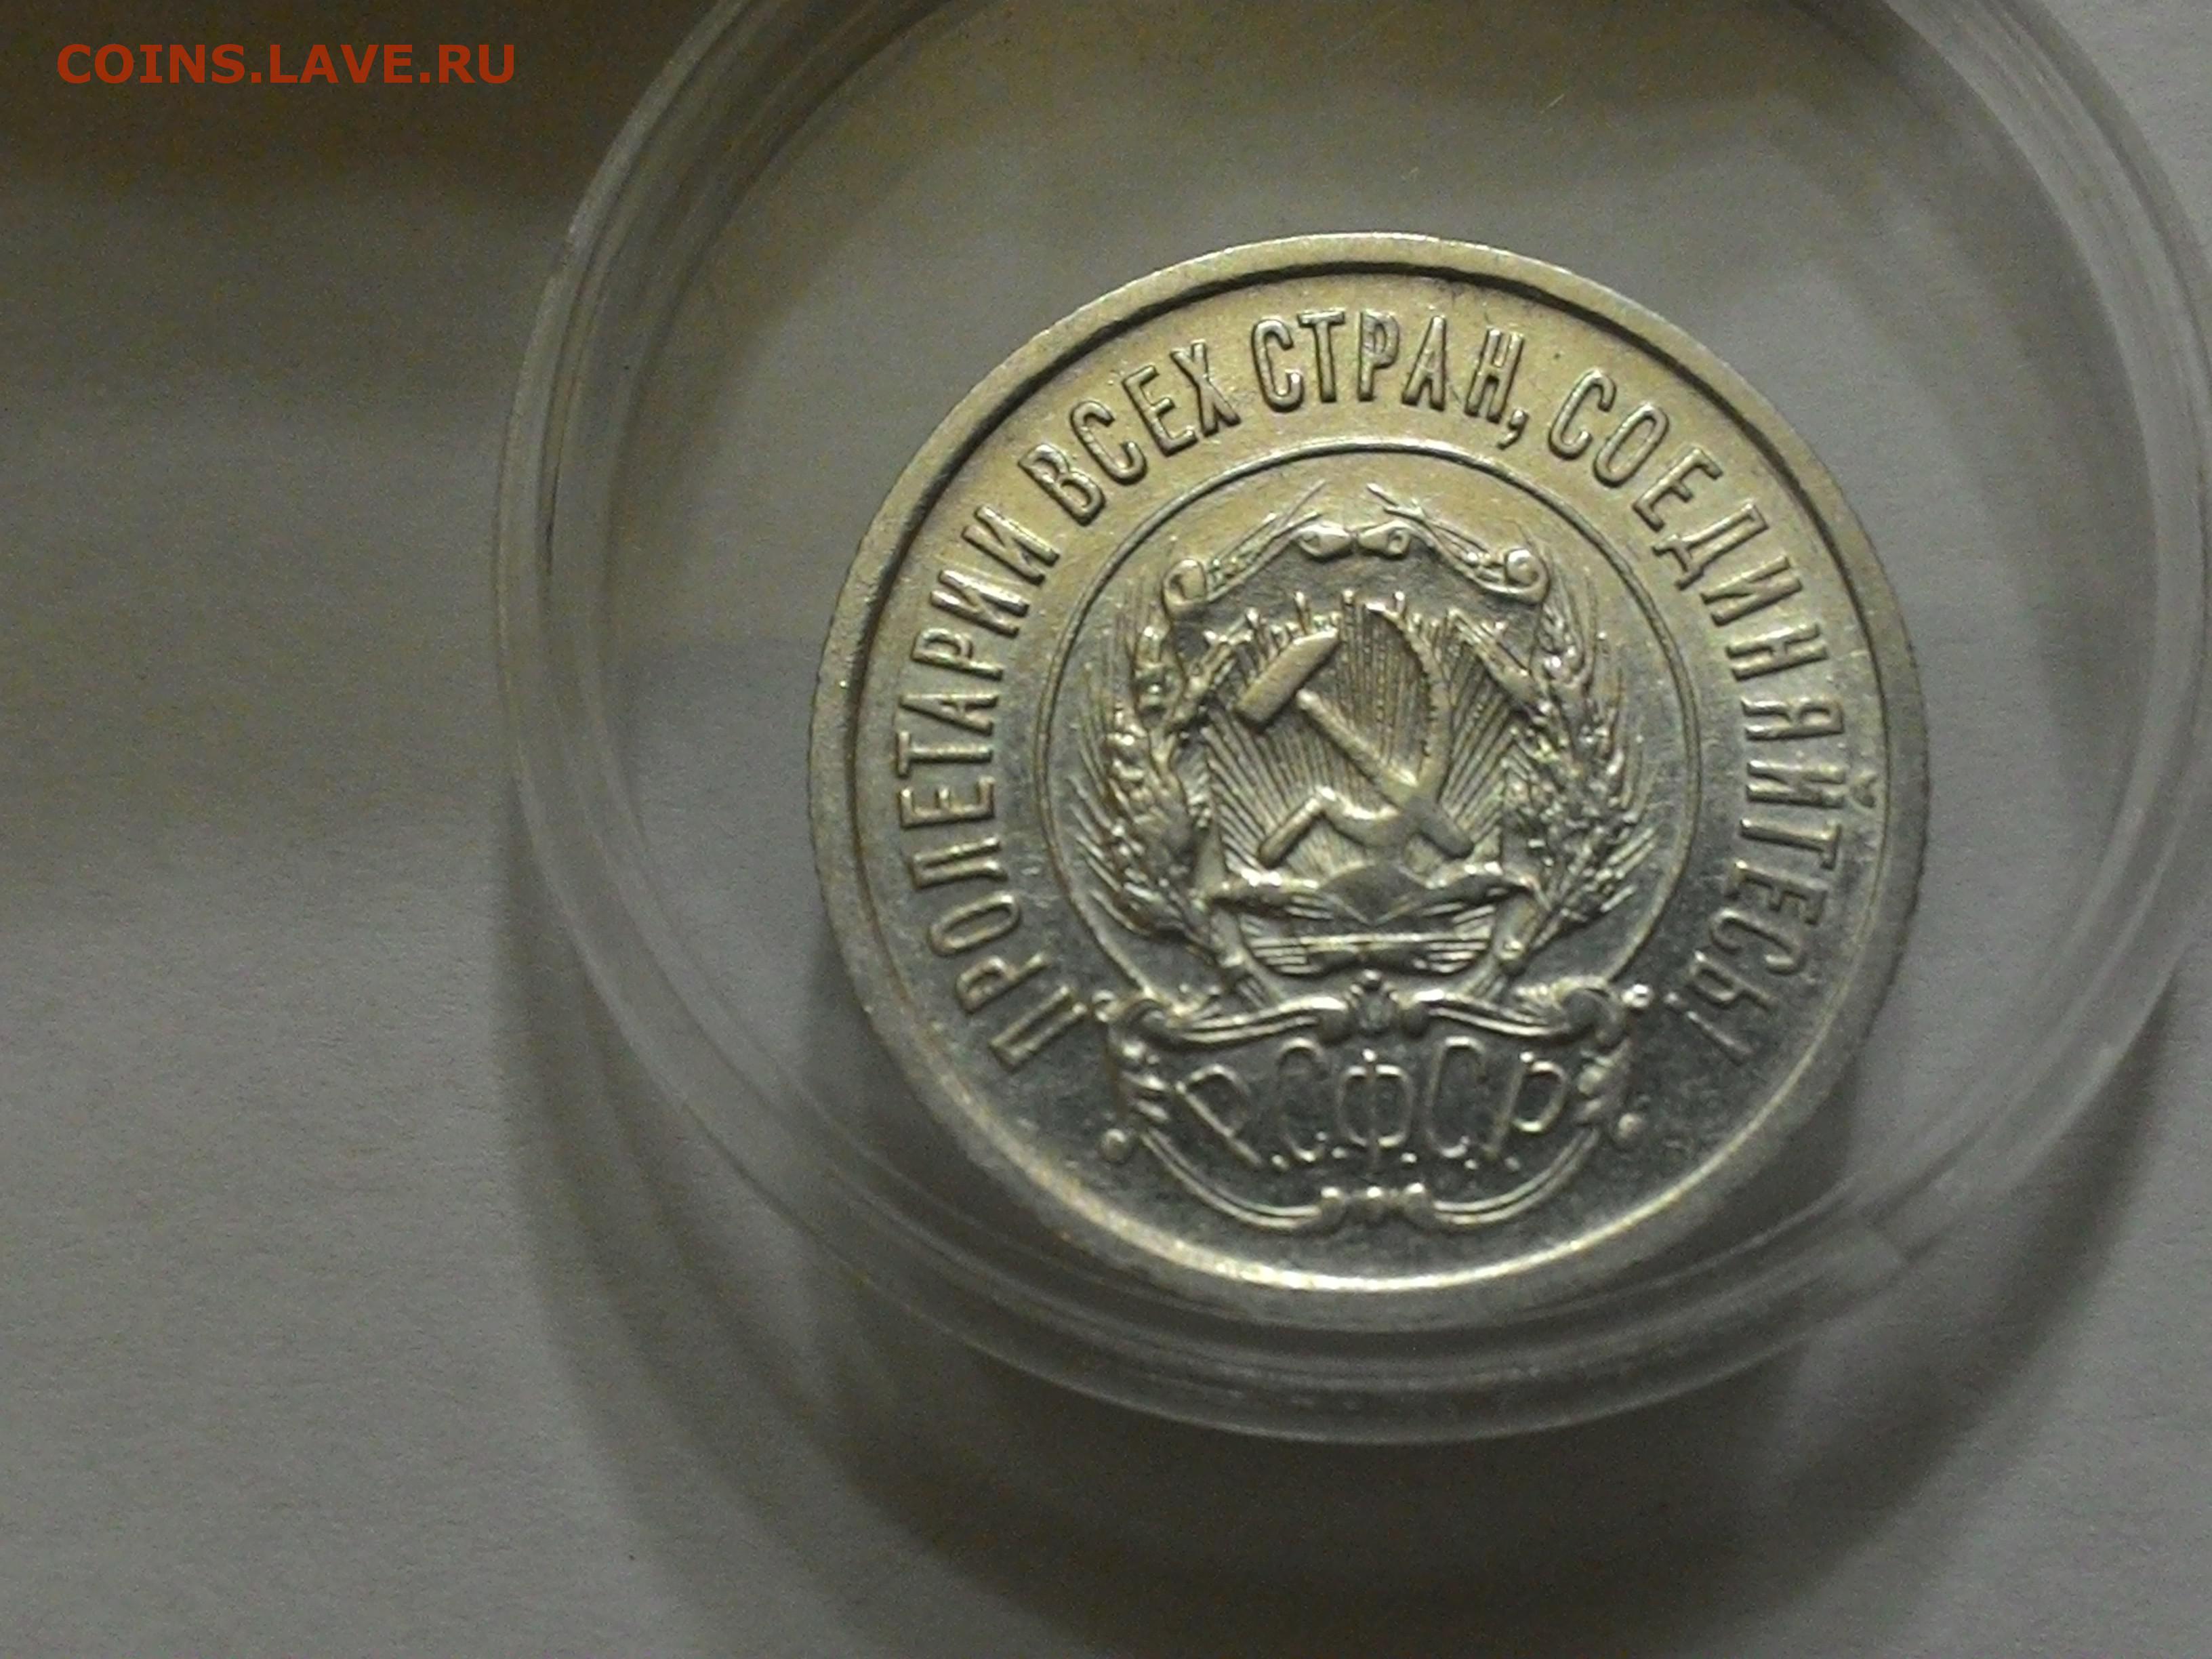 COINS.LAVE.RU
ПРОЛЕТАРИИ ВСЕХ СТРАН, СОЕДИНЯЙТЕСЬ!
Р.С.Ф.С.Р.